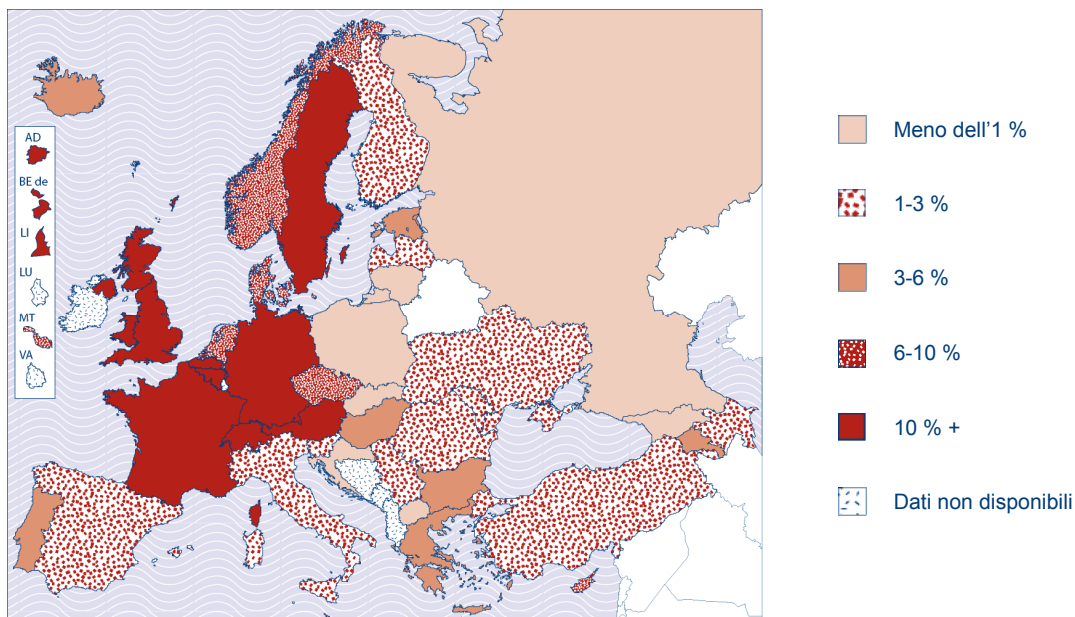 AD
BE de
LI
LU
MT
VA
Meno dell'1 %
1-3 %
3-6 %
6-10 %
10 % +
Dati non disponibili